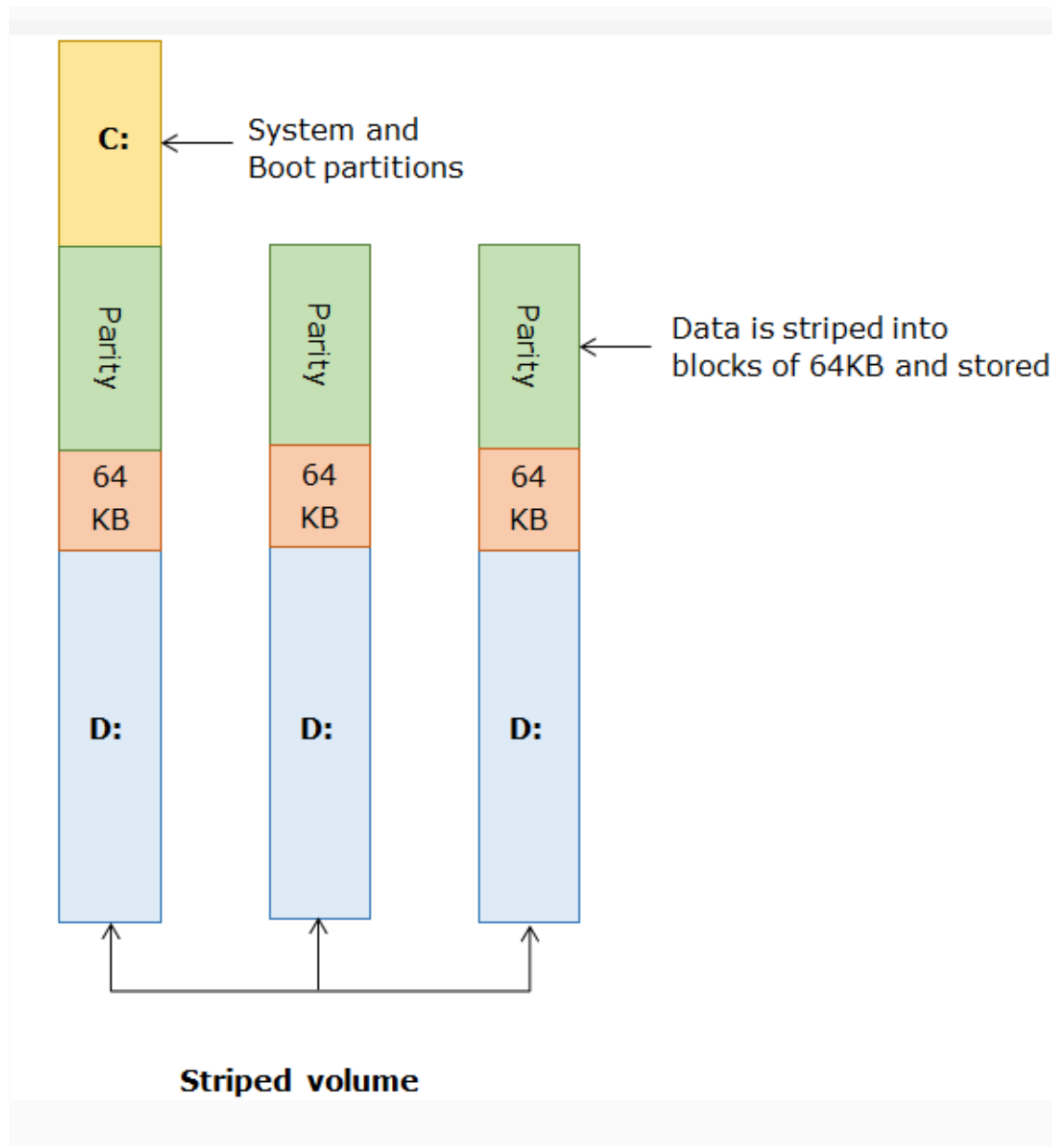 C:
System and
Boot partitions
Parity
Parity
Parity
Data is striped into
blocks of 64KB and stored
64
KB
64
KB
64
KB
D:
D:
D:
Striped volume